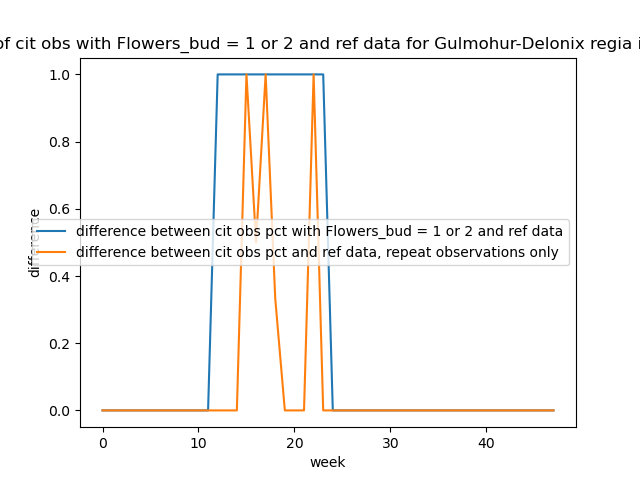 of cit obs with Flowers_bud = 1 or 2 and ref data for Gulmohur-Delonix regia
1.0
0.8
0.6
0.4
0.2
0.0
difference
difference between cit obs pct with Flowers_bud = 1 or 2 and ref data
difference between cit obs pct and ref data, repeat observations only
0 10 20 30 40
week